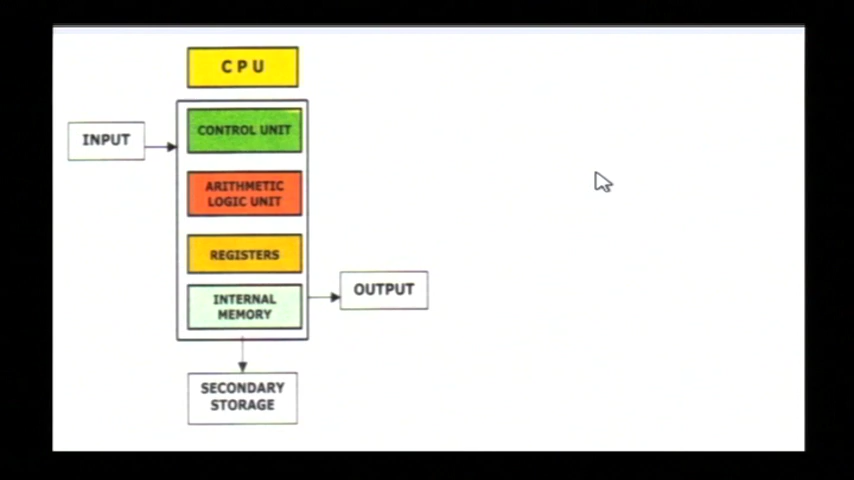 C P U
INPUT
CONTROL UNIT
ARITHMETIC
LOGIC UNIT
REGISTERS
INTERNAL
MEMORY
OUTPUT
SECONDARY
STORAGE